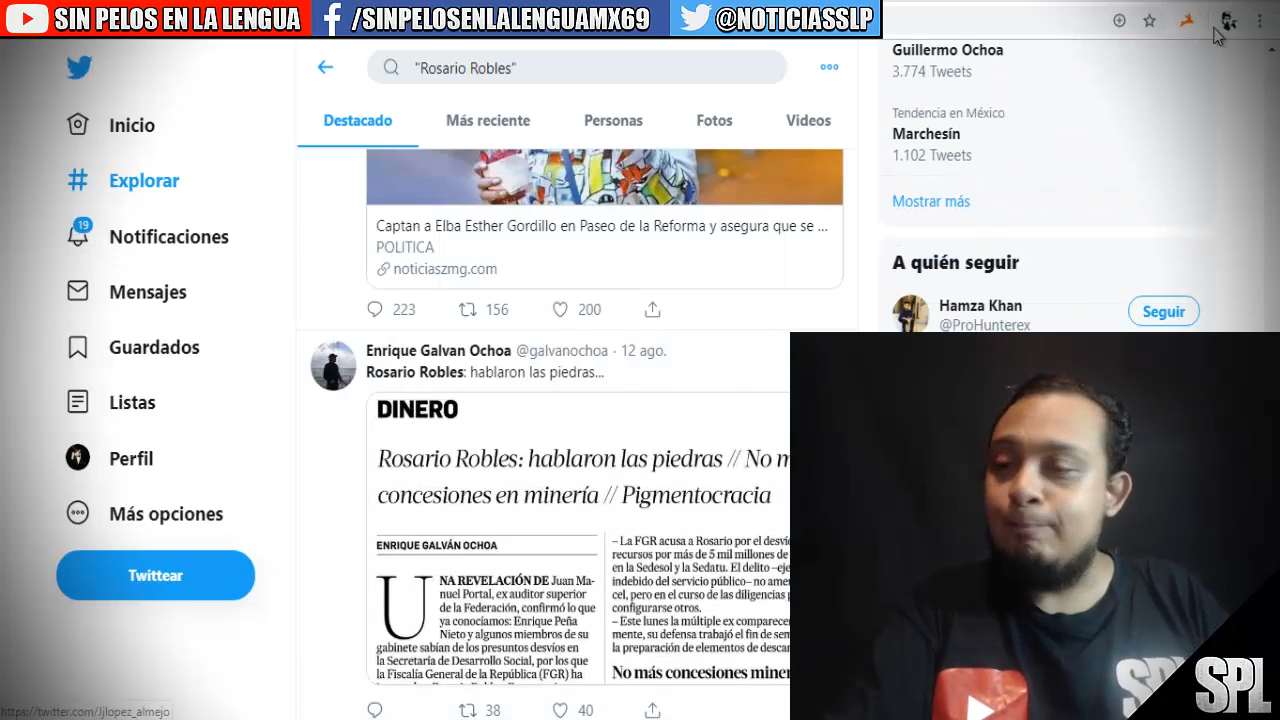 SIN PELOS EN LA LENGUA
/SINPELOSENLALENGUAMX69
@NOTICIASSLP
"Rosario Robles"
Destacado
Más reciente
Personas
Fotos
Videos
Inicio
Explorar
19
Notificaciones
Mensajes
Guardados
Listas
Perfil
Más opciones
Twittear
Captan a Elba Esther Gordillo en Paseo de la Reforma y asegura que se ...
POLITICA
noticiaszmg.com
223
156
200
Enrique Galvan Ochoa @galvanochoa · 12 ago.
Rosario Robles: hablaron las piedras...
DINERO
Rosario Robles: hablaron las piedras // No m
concesiones en minería // Pigmentocracia
ENRIQUE GALVÁN OCHOA
UNA REVELACIÓN DE Juan Ma-
nuel Portal, ex auditor superior
de la Federación, confirmó lo que
ya conocíamos: Enrique Peña
Nieto y algunos miembros de su
gabinete sabían de los presuntos desvíos en
la Secretaría de Desarrollo Social, por los que
la Fiscalía General de la República (FGR) ha
– La FGR acusa a Rosario por el desvío
recursos por más de 5 mil millones de
en la Sedesol y la Sedatu. El delito –eje
indebido del servicio público– no ame
cel, pero en el curso de las diligencias p
configurarse otros.
– Este lunes la múltiple ex comparece
mente, su defensa trabajó el fin de sem
la preparación de elementos de desca
No más concesiones miner
38
40
Guillermo Ochoa
3.774 Tweets
Tendencia en México
Marchesín
1.102 Tweets
Mostrar más
A quién seguir
Hamza Khan
@ProHunterex
Seguir
SPL
SPL
https://twitter.com/Jjlopez_almejo